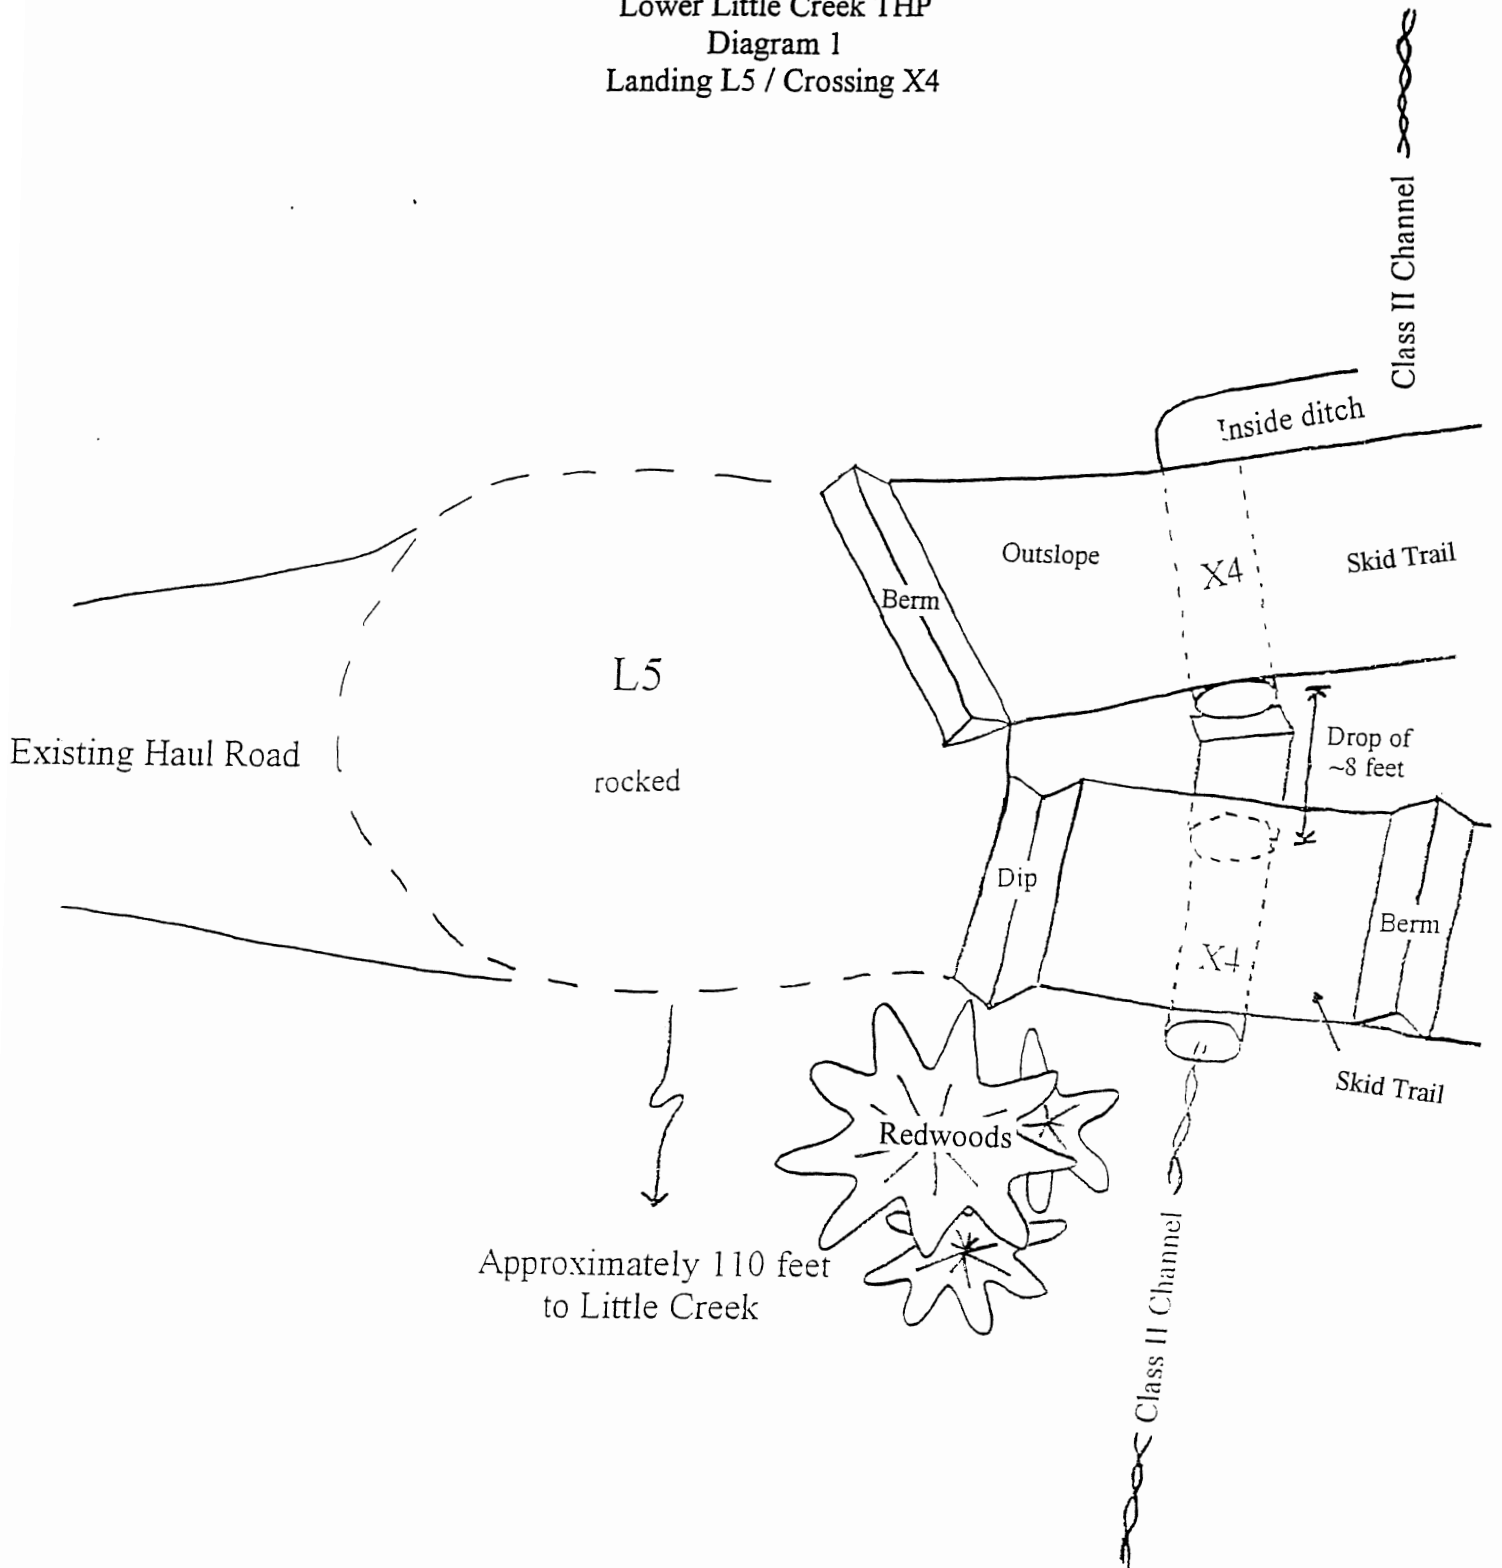 Lower Little Creek THP
Diagram 1
Landing L5 / Crossing X4
Class II Channel
Inside ditch
Outslope
X4
Skid Trail
Berm
L5
Drop of
~8 feet
Existing Haul Road
rocked
Dip
Berm
X4
Skid Trail
Redwoods
Approximately 110 feet
to Little Creek
Class II Channel